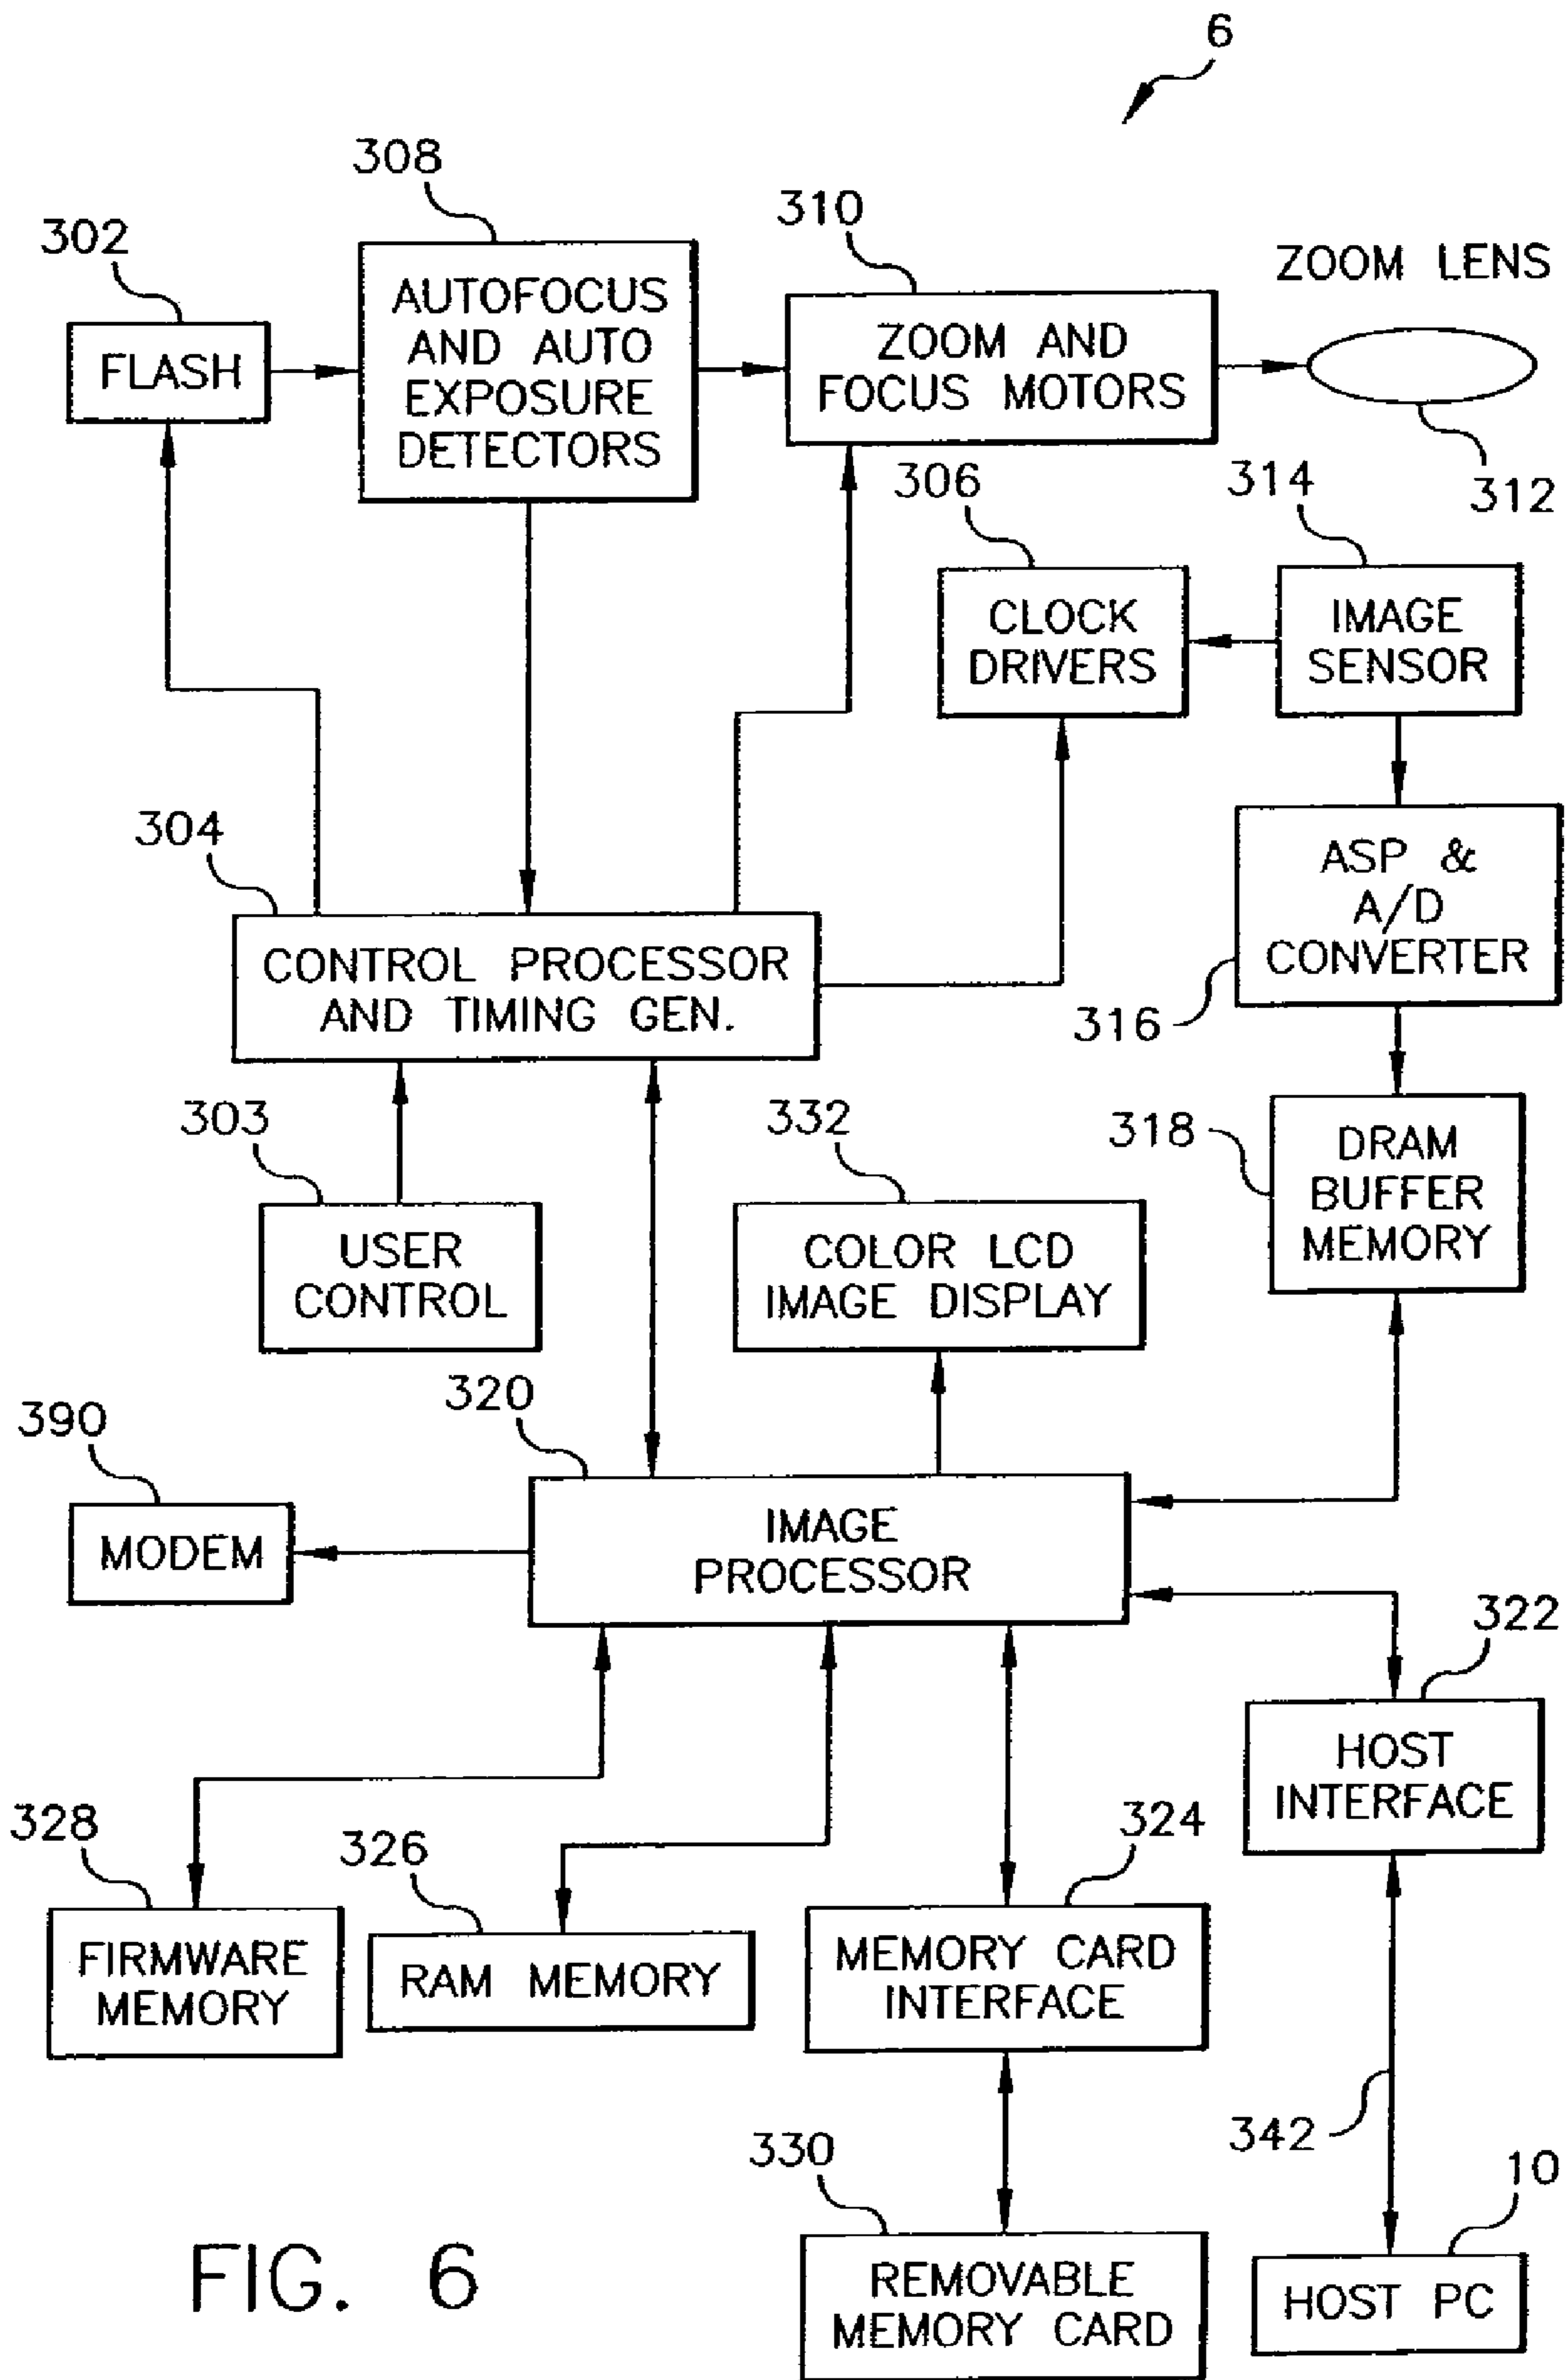 6
308
310
302
ZOOM LENS
AUTOFOCUS
AND AUTO
EXPOSURE
DETECTORS
ZOOM AND
FOCUS MOTORS
FLASH
306
314
312
CLOCK
DRIVERS
IMAGE
SENSOR
304
ASP &
A/D
CONVERTER
CONTROL PROCESSOR
AND TIMING GEN.
316
303
332
318
DRAM
BUFFER
MEMORY
USER
CONTROL
COLOR LCD
IMAGE DISPLAY
320
390
MODEM
IMAGE
PROCESSOR
322
HOST
INTERFACE
328
326
324
FIRMWARE
MEMORY
RAM MEMORY
MEMORY CARD
INTERFACE
342
330
10
FIG. 6
REMOVABLE
MEMORY CARD
HOST PC